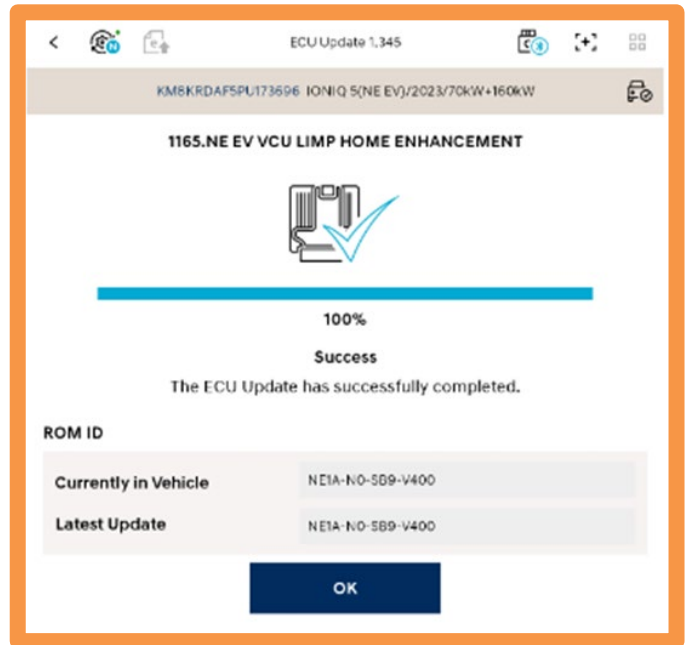 ECU Update 1.345
KM8KRDAF5PU173696 IONIQ 5(NE EV)/2023/70kW+160kW
1165.NE EV VCU LIMP HOME ENHANCEMENT
100%
Success
The ECU Update has successfully completed.
ROM ID
Currently in Vehicle NE1A-N0-SB9-V400
Latest Update NE1A-N0-SB9-V400
OK